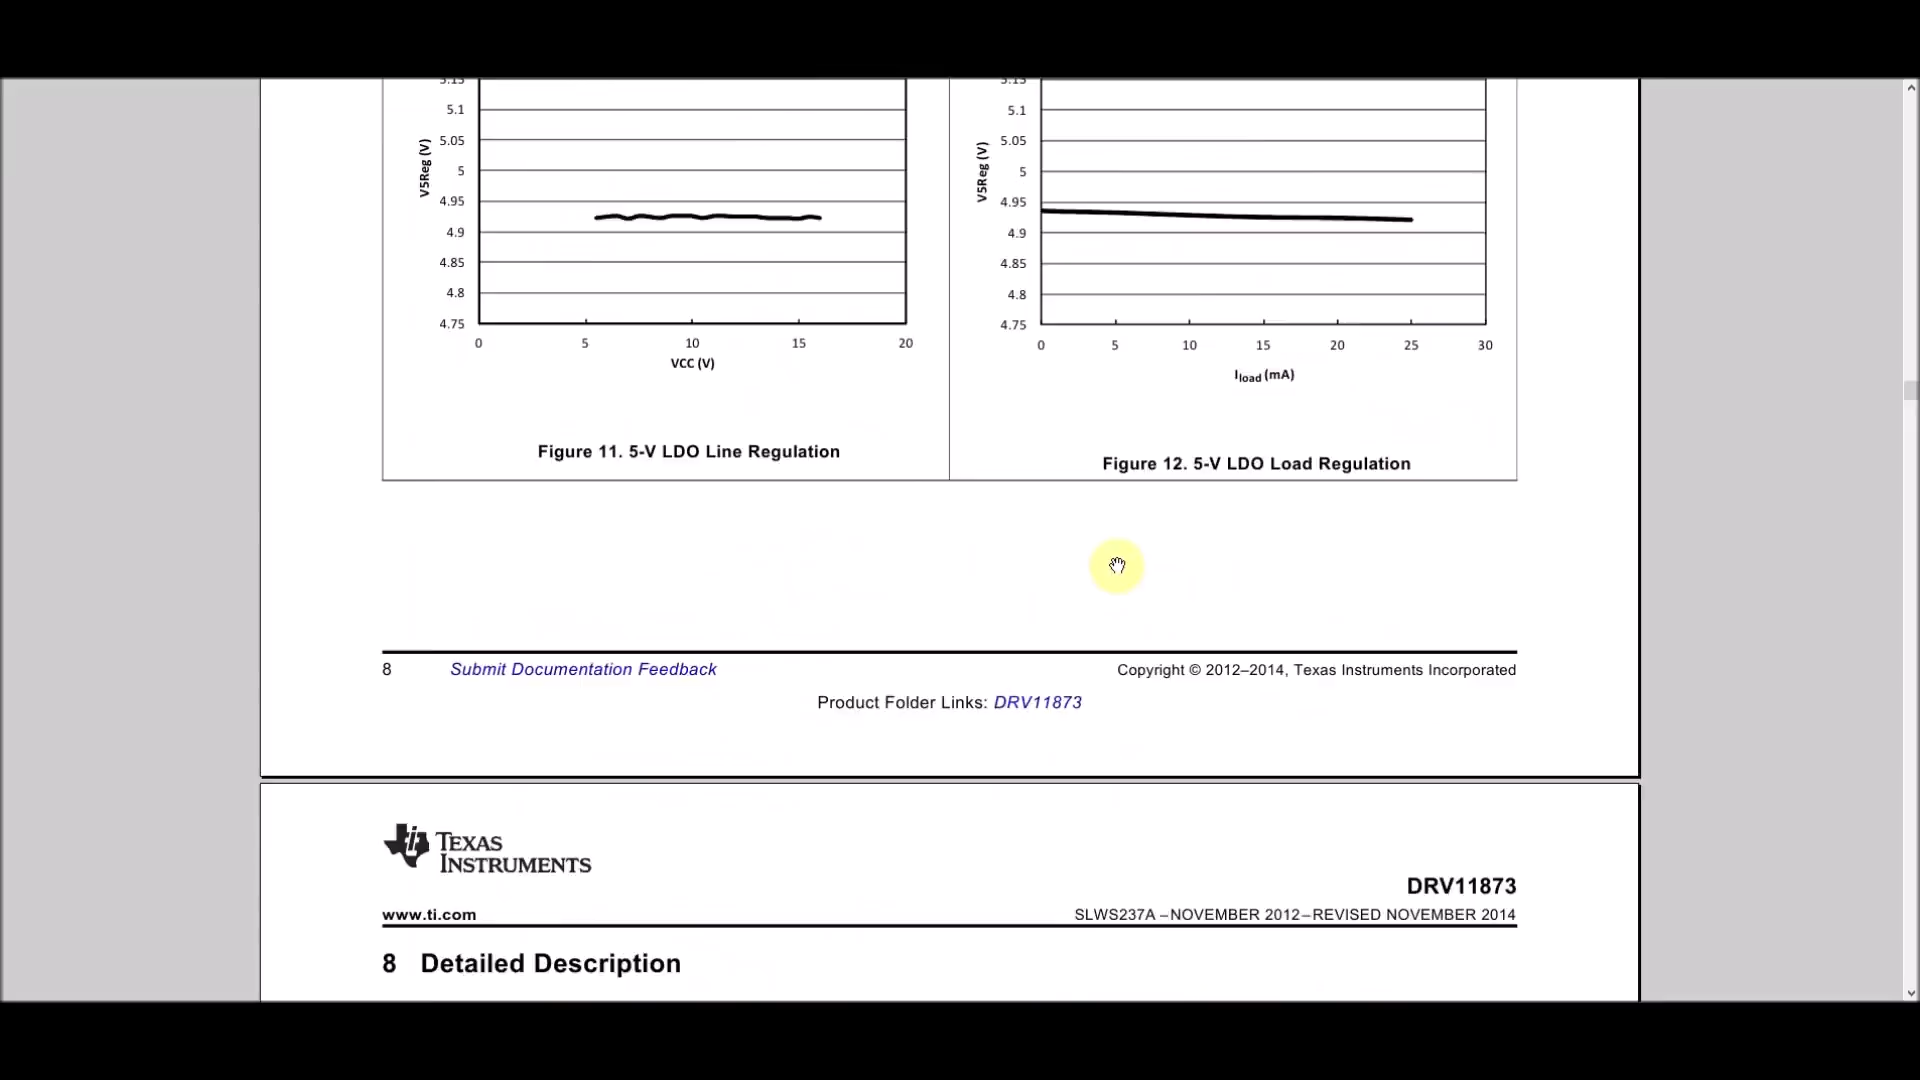 5.15
5.1
5.05
5
4.95
4.9
4.85
4.8
4.75
V5Reg (V)
0 5 10 15 20
VCC (V)
Figure 11. 5-V LDO Line Regulation
5.15
5.1
5.05
5
4.95
4.9
4.85
4.8
4.75
V5Reg (V)
0 5 10 15 20 25 30
Iload (mA)
Figure 12. 5-V LDO Load Regulation
8 Submit Documentation Feedback Copyright © 2012–2014, Texas Instruments Incorporated
Product Folder Links: DRV11873
TEXAS
INSTRUMENTS
DRV11873
www.ti.com SLWS237A –NOVEMBER 2012–REVISED NOVEMBER 2014
8 Detailed Description